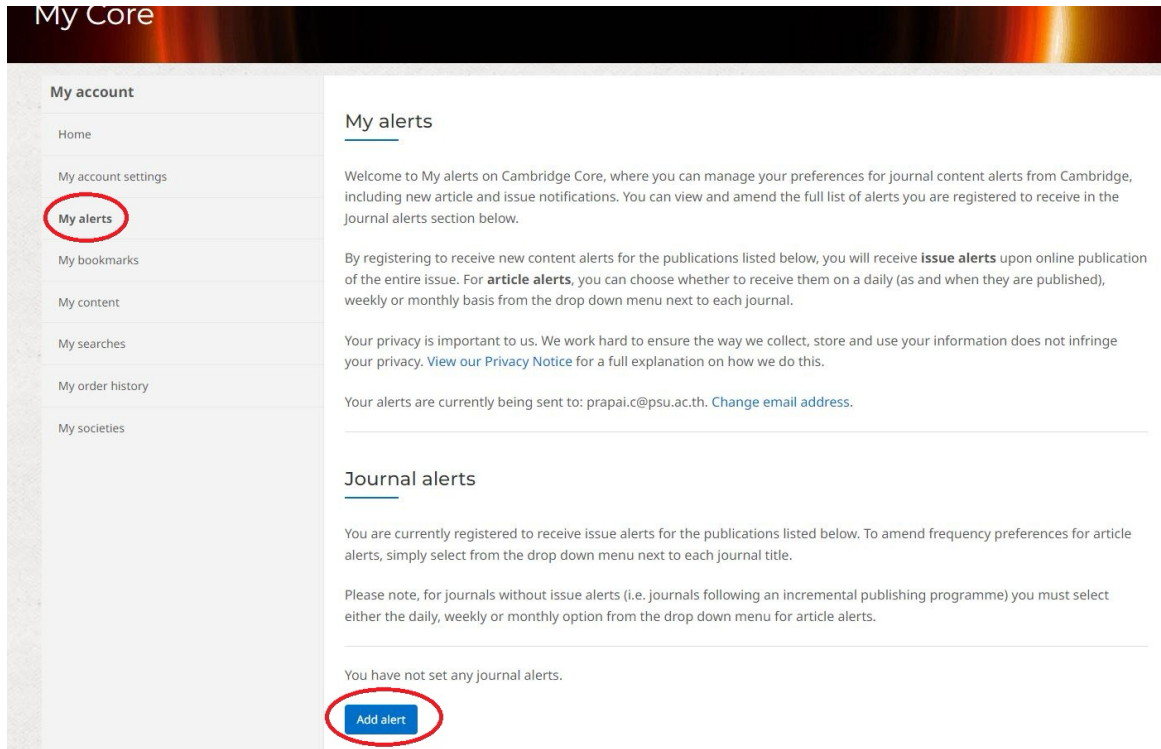 My Core
My account
Home
My account settings
My alerts
My bookmarks
My content
My searches
My order history
My societies
My alerts
Welcome to My alerts on Cambridge Core, where you can manage your preferences for journal content alerts from Cambridge,
including new article and issue notifications. You can view and amend the full list of alerts you are registered to receive in the
Journal alerts section below.
By registering to receive new content alerts for the publications listed below, you will receive issue alerts upon online publication
of the entire issue. For article alerts, you can choose whether to receive them on a daily (as and when they are published),
weekly or monthly basis from the drop down menu next to each journal.
Your privacy is important to us. We work hard to ensure the way we collect, store and use your information does not infringe
your privacy. View our Privacy Notice for a full explanation on how we do this.
Your alerts are currently being sent to: prapai.c@psu.ac.th. Change email address.
Journal alerts
You are currently registered to receive issue alerts for the publications listed below. To amend frequency preferences for article
alerts, simply select from the drop down menu next to each journal title.
Please note, for journals without issue alerts (i.e. journals following an incremental publishing programme) you must select
either the daily, weekly or monthly option from the drop down menu for article alerts.
You have not set any journal alerts.
Add alert